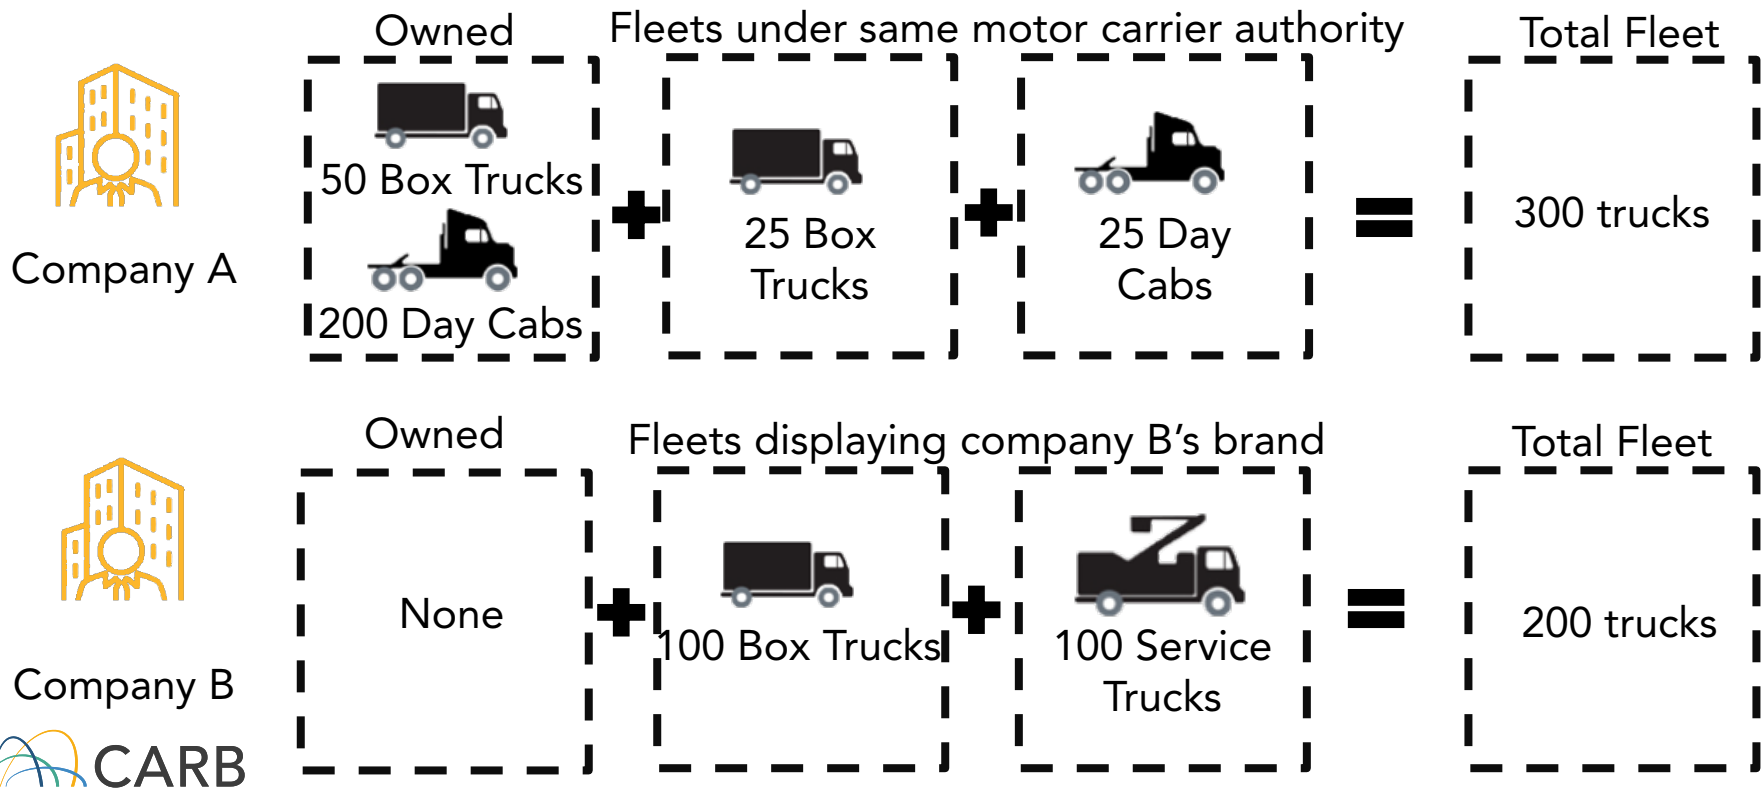 Owned
Fleets under same motor carrier authority
Total Fleet
Company A
50 Box Trucks
200 Day Cabs
25 Box
Trucks
25 Day
Cabs
300 trucks
Owned
Fleets displaying company B's brand
Total Fleet
Company B
None
100 Box Trucks
100 Service
Trucks
200 trucks
CARB